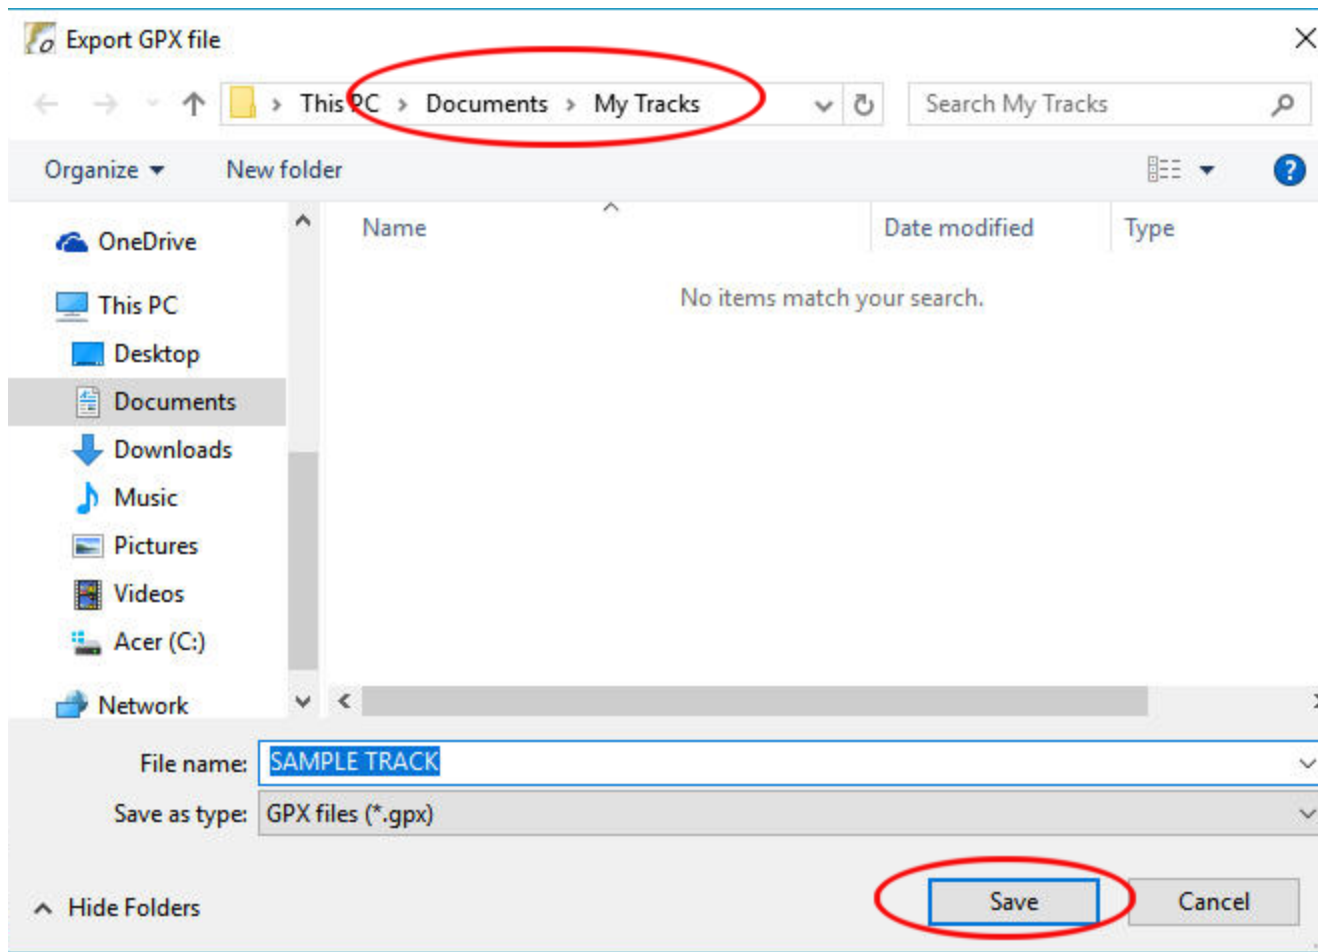 Export GPX file
This PC > Documents > My Tracks
Search My Tracks
Organize
New folder
Name
Date modified
Type
No items match your search.
OneDrive
This PC
Desktop
Documents
Downloads
Music
Pictures
Videos
Acer (C:)
Network
File name: SAMPLE TRACK
Save as type: GPX files (*.gpx)
Hide Folders
Save
Cancel